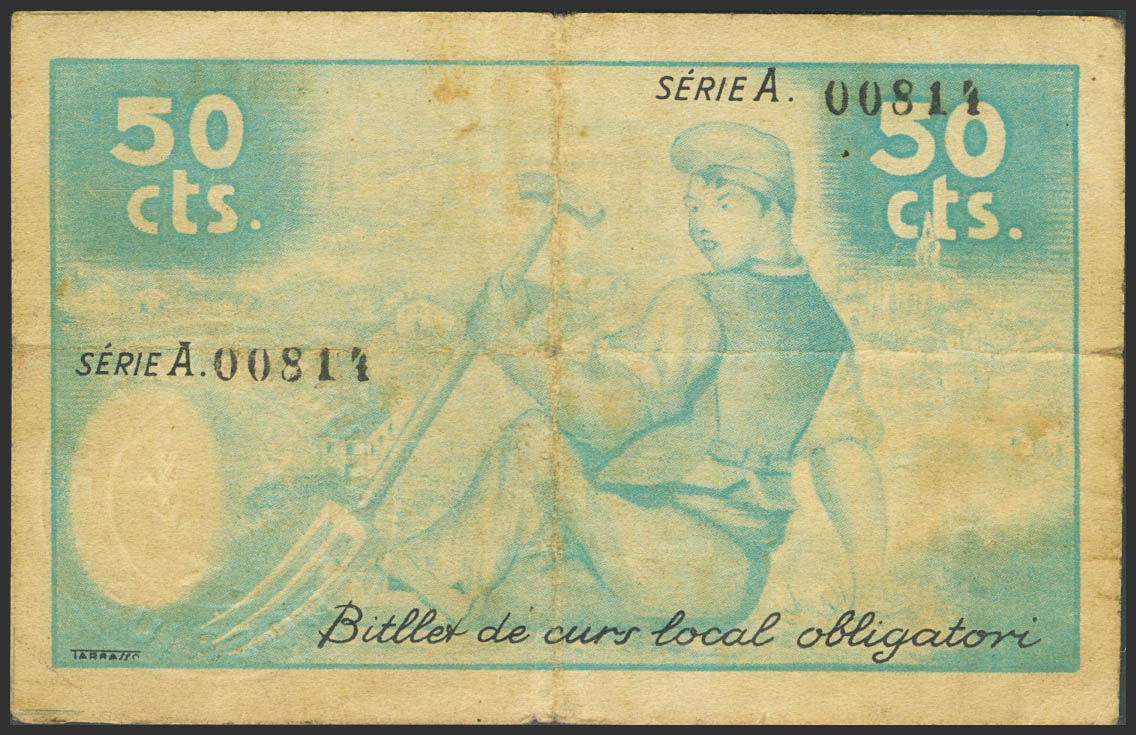 SÉRIE A. 00814
50
cts.
50
cts.
SÉRIE A. 00814
Bitllet de curs local obligatori